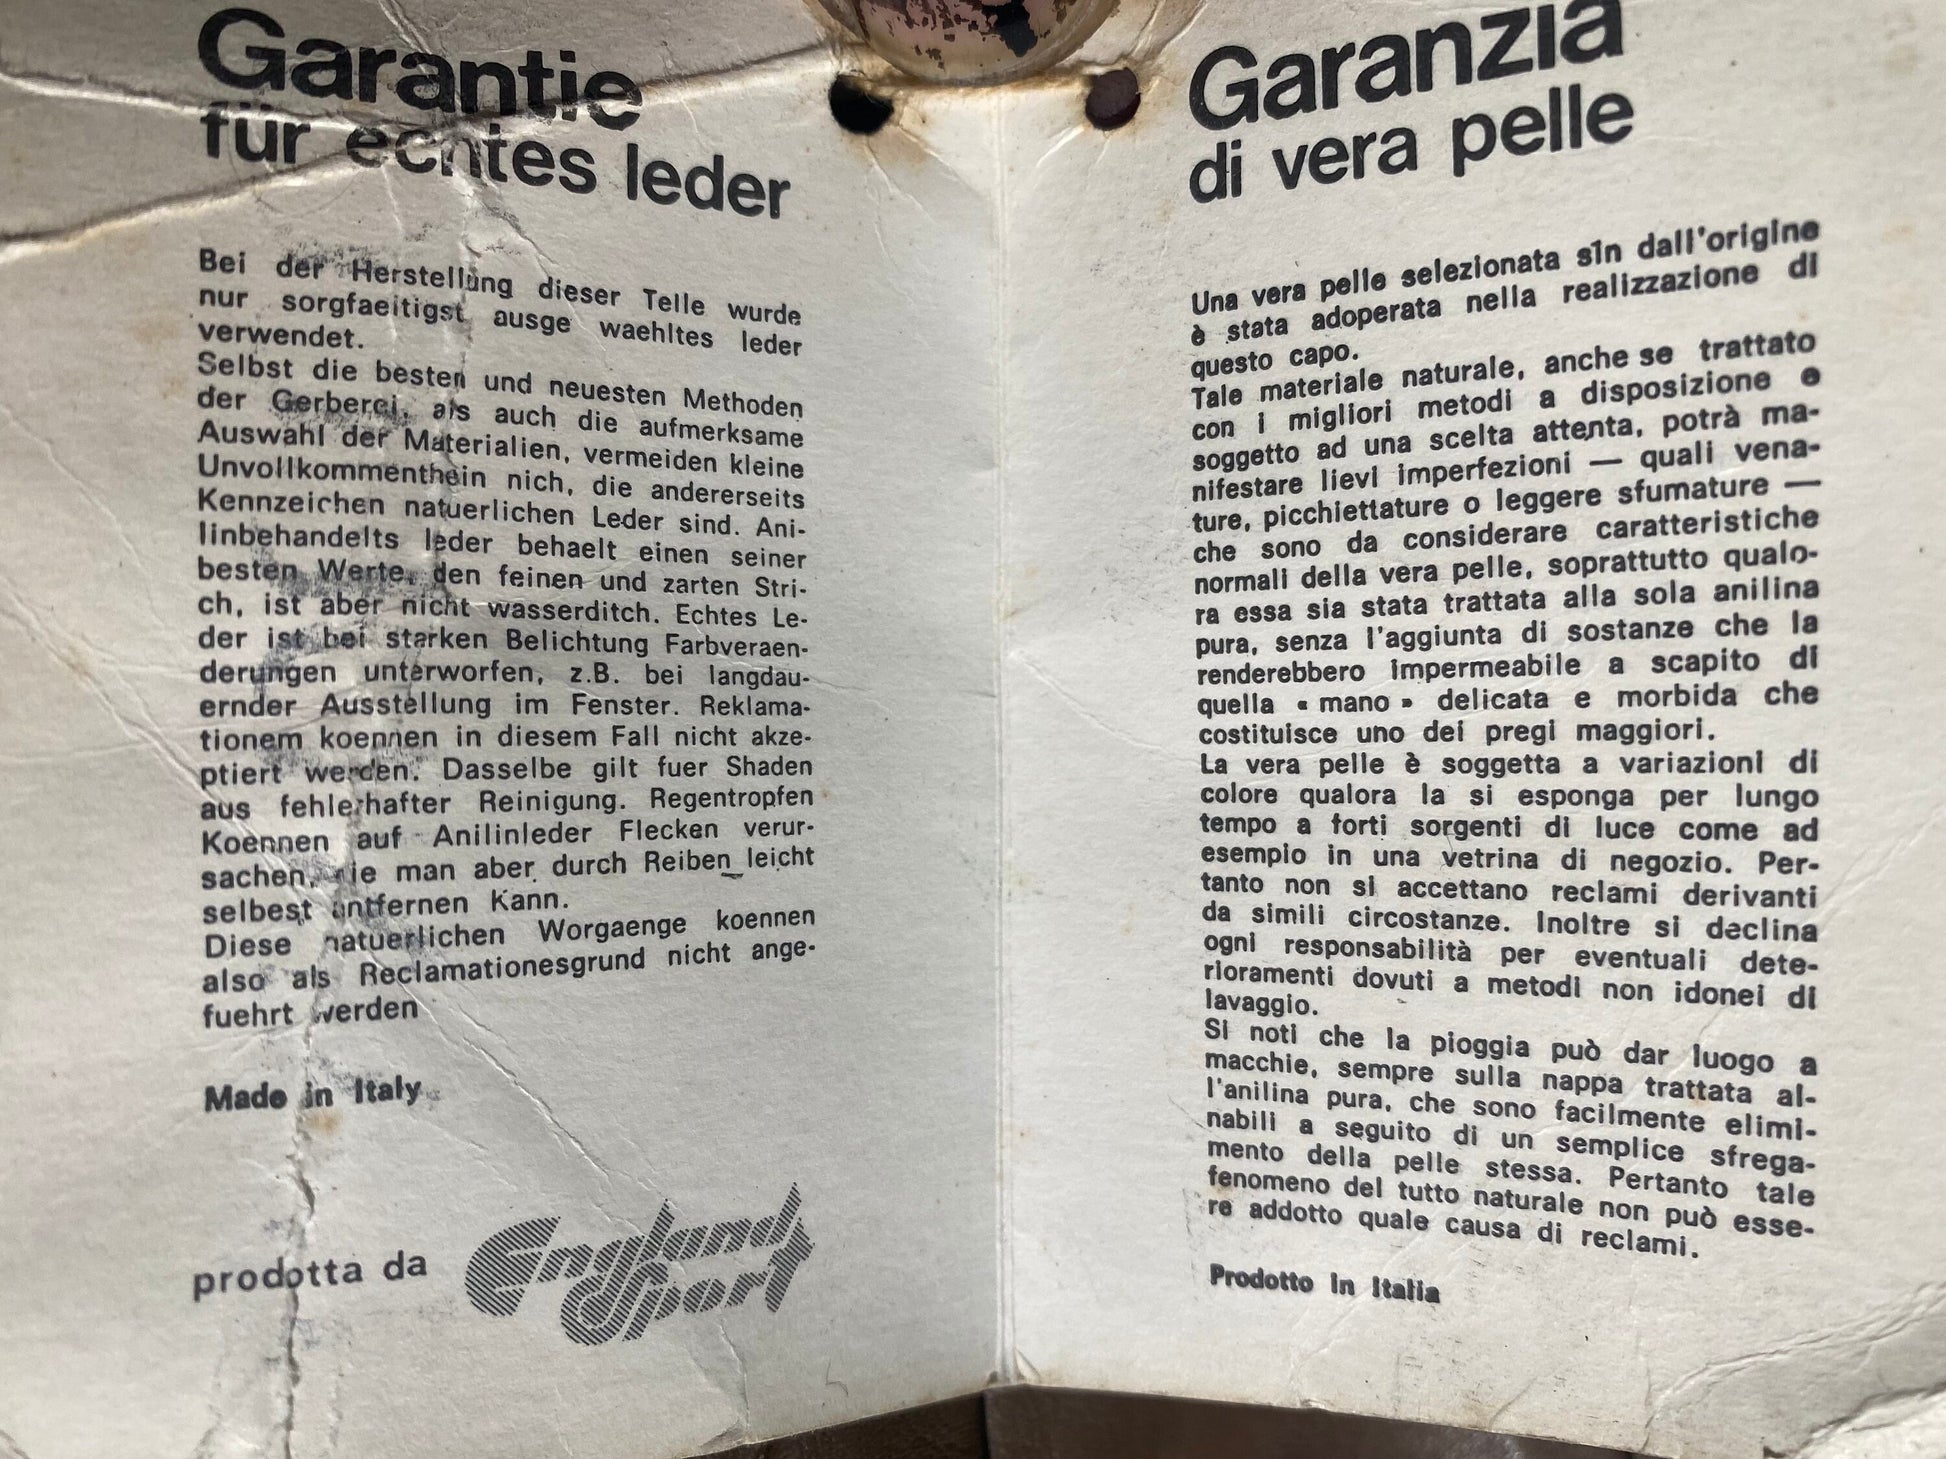 Garantie
für echtes leder
Bei der Herstellung dieser Telle wurde
nur sorgfaeitigst ausge waehltes leder
verwendet.
Selbst die besten und neuesten Methoden
der Gerberei, als auch die aufmerksame
Auswahl der Materialien, vermeiden kleine
Unvollkommenthein nich, die andererseits
Kennzeichen natuerlichen Leder sind. Ani-
linbehandelts leder behaelt einen seiner
besten Werte, den feinen und zarten Stri-
ch, ist aber nicht wasserditch. Echtes Le-
der ist bei starken Belichtung Farbveraen-
derungen unterworfen, z.B. bei langdau-
ernder Ausstellung im Fenster. Reklama-
tionem koennen in diesem Fall nicht akze-
ptiert werden. Dasselbe gilt fuer Shaden
aus fehlerhafter Reinigung. Regentropfen
Koennen auf Anilinleder Flecken verur-
sachen, die man aber durch Reiben leicht
selbest entfernen Kann.
Diese natuerlichen Worgaenge koennen
also als Reclamationesgrund nicht ange-
fuehrt werden
Made in Italy
prodotta da England Sport
Garanzia
di vera pelle
Una vera pelle selezionata sin dall'origine
è stata adoperata nella realizzazione di
questo capo.
Tale materiale naturale, anche se trattato
con i migliori metodi a disposizione e
soggetto ad una scelta attenta, potrà ma-
nifestare lievi imperfezioni — quali vena-
ture, picchiettature o leggere sfumature —
che sono da considerare caratteristiche
normali della vera pelle, soprattutto qualo-
ra essa sia stata trattata alla sola anilina
pura, senza l'aggiunta di sostanze che la
renderebbero impermeabile a scapito di
quella « mano » delicata e morbida che
costituisce uno dei pregi maggiori.
La vera pelle è soggetta a variazioni di
colore qualora la si esponga per lungo
tempo a forti sorgenti di luce come ad
esempio in una vetrina di negozio. Per-
tanto non si accettano reclami derivanti
da simili circostanze. Inoltre si declina
ogni responsabilità per eventuali dete-
rioramenti dovuti a metodi non idonei di
lavaggio.
Si noti che la pioggia può dar luogo a
macchie, sempre sulla nappa trattata al-
l'anilina pura, che sono facilmente elimi-
nabili a seguito di un semplice sfrega-
mento della pelle stessa. Pertanto tale
fenomeno del tutto naturale non può esse-
re addotto quale causa di reclami.
Prodotto in Italia